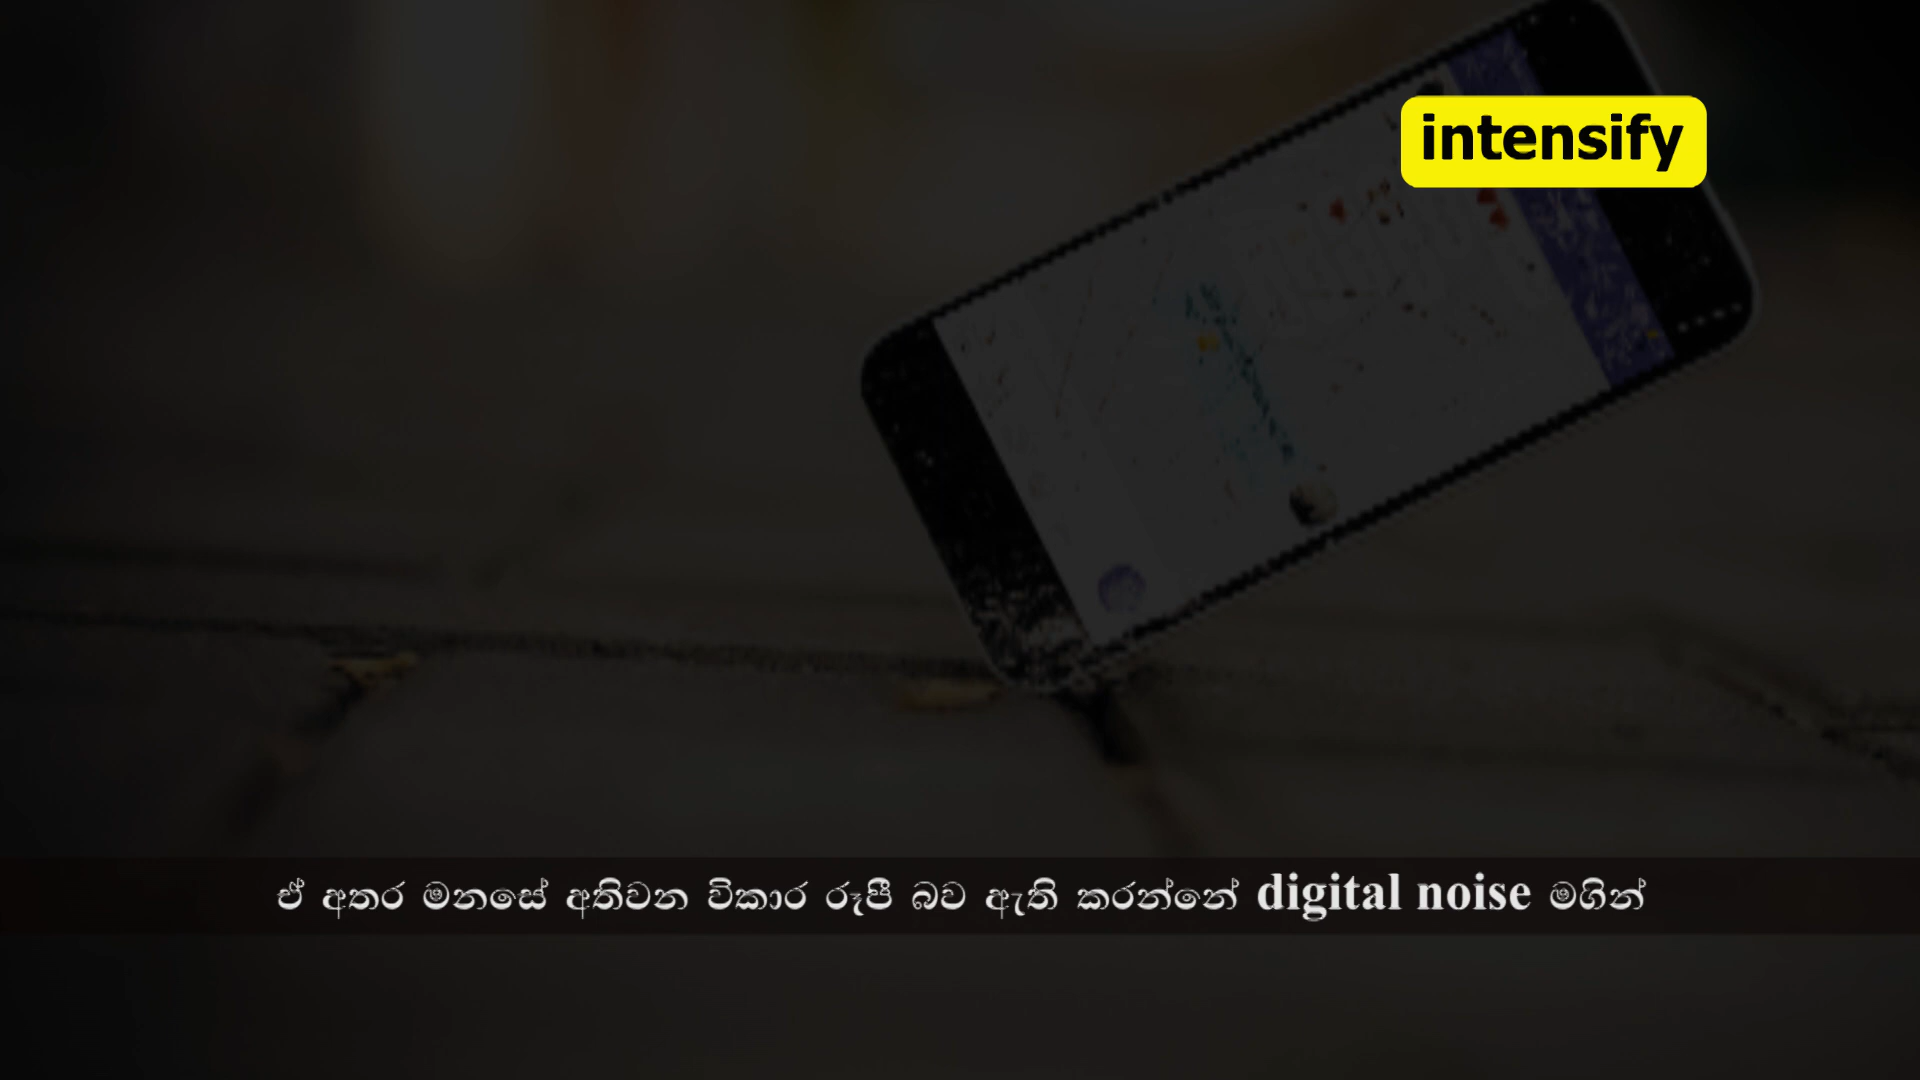 intensify
ඒ අතර මනසේ අතිවන විකාර රූපී බව ඇති කරන්නේ digital noise මගින්